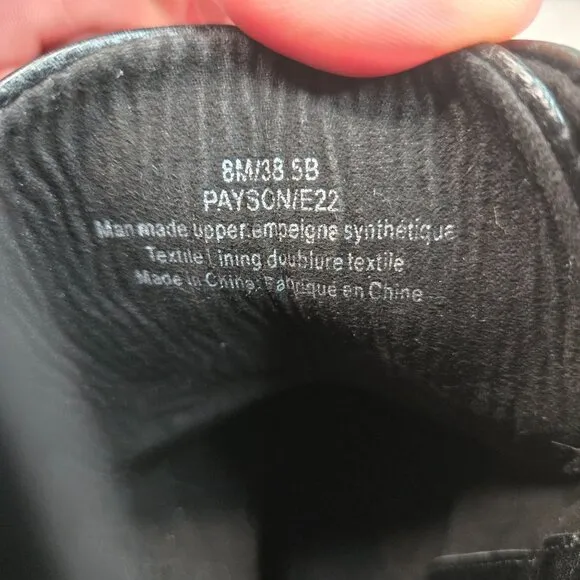 8M/38.5B
PAYSON/E22
Man made upper:empeigne synthétique
Textile Lining doublure textile
Made in China: Fabrique en Chine